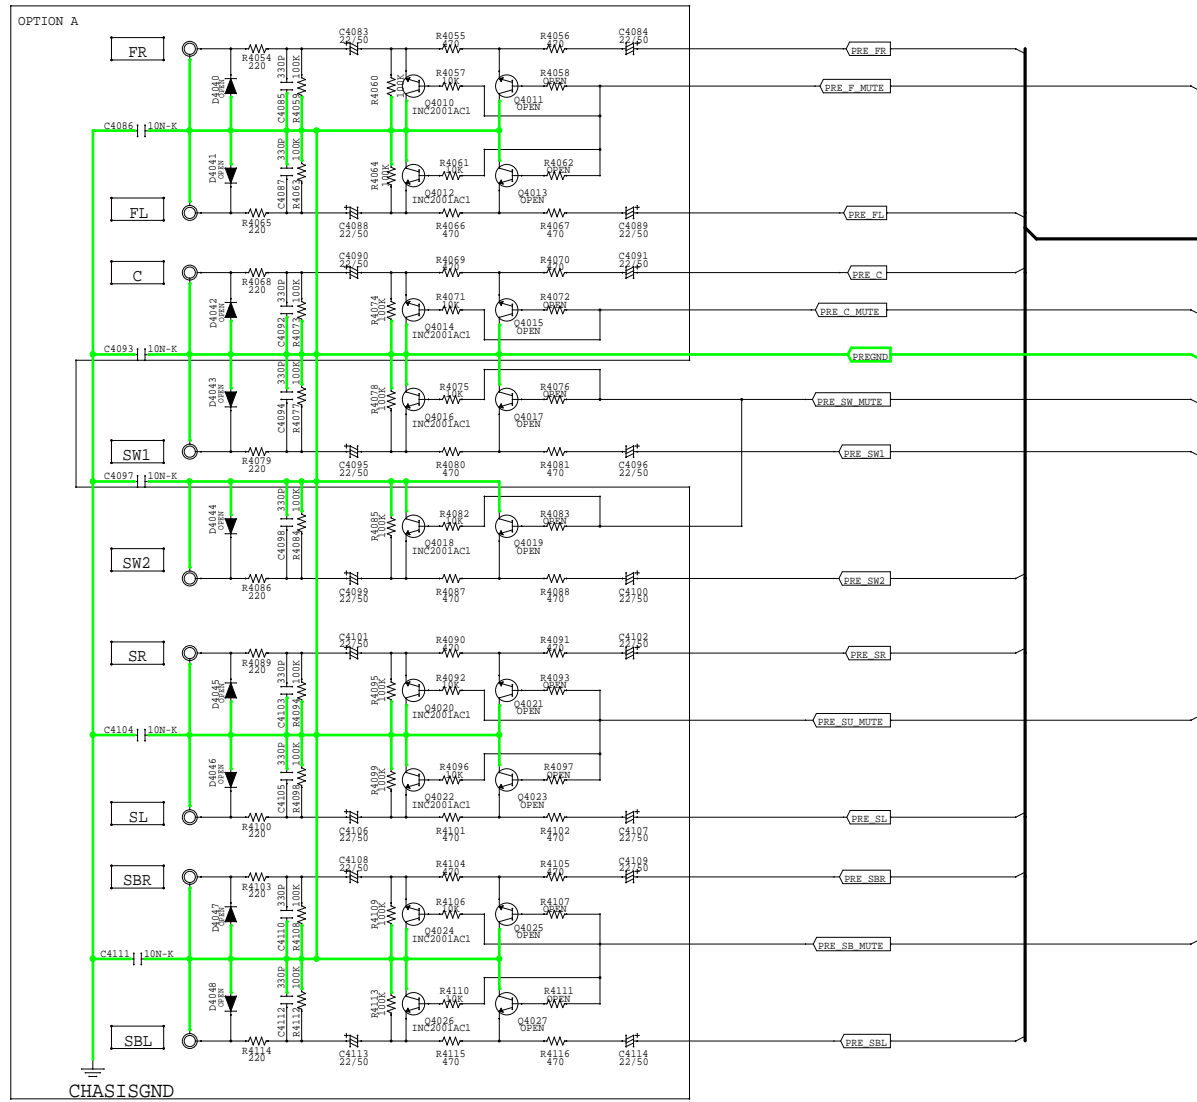 OPTION A
C4083
22/50
R4055
470
R4056
470
C4084
22/50
FR
R4054
220
330P
100K
PRE_FR
D4040
OPEN
C4085
R4059
R4060
100K
R4057
10K
Q4010
INC2001AC1
R4058
OPEN
Q4011
OPEN
PRE_F_MUTE
C4086
10N-K
D4041
OPEN
330P
100K
C4087
R4063
R4064
100K
R4061
10K
Q4012
INC2001AC1
R4062
OPEN
Q4013
OPEN
FL
R4065
220
C4088
22/50
R4066
470
R4067
470
C4089
22/50
PRE_FL
C4090
22/50
R4069
470
R4070
470
C4091
22/50
C
R4068
220
330P
100K
PRE_C
D4042
OPEN
C4092
R4073
R4074
100K
R4071
10K
Q4014
INC2001AC1
R4072
OPEN
Q4015
OPEN
PRE_C_MUTE
C4093
10N-K
PREGND
D4043
OPEN
330P
100K
C4094
R4077
R4078
100K
R4075
10K
Q4016
INC2001AC1
R4076
OPEN
Q4017
OPEN
PRE_SW_MUTE
SW1
R4079
220
C4095
22/50
R4080
470
R4081
470
C4096
22/50
PRE_SW1
C4097
10N-K
D4044
OPEN
330P
100K
C4098
R4084
R4085
100K
R4082
10K
Q4018
INC2001AC1
R4083
OPEN
Q4019
OPEN
SW2
R4086
220
C4099
22/50
R4087
470
R4088
470
C4100
22/50
PRE_SW2
C4101
22/50
R4090
470
R4091
470
C4102
22/50
SR
R4089
220
330P
100K
PRE_SR
D4045
OPEN
C4103
R4094
R4095
100K
R4092
10K
Q4020
INC2001AC1
R4093
OPEN
Q4021
OPEN
PRE_SU_MUTE
C4104
10N-K
D4046
OPEN
330P
100K
C4105
R4098
R4099
100K
R4096
10K
Q4022
INC2001AC1
R4097
OPEN
Q4023
OPEN
SL
R4100
220
C4106
22/50
R4101
470
R4102
470
C4107
22/50
PRE_SL
C4108
22/50
R4104
470
R4105
470
C4109
22/50
SBR
R4103
220
330P
100K
PRE_SBR
D4047
OPEN
C4110
R4108
R4109
100K
R4106
10K
Q4024
INC2001AC1
R4107
OPEN
Q4025
OPEN
PRE_SB_MUTE
C4111
10N-K
D4048
OPEN
330P
100K
C4112
R4112
R4113
100K
R4110
10K
Q4026
INC2001AC1
R4111
OPEN
Q4027
OPEN
SBL
R4114
220
C4113
22/50
R4115
470
R4116
470
C4114
22/50
PRE_SBL
CHASISGND